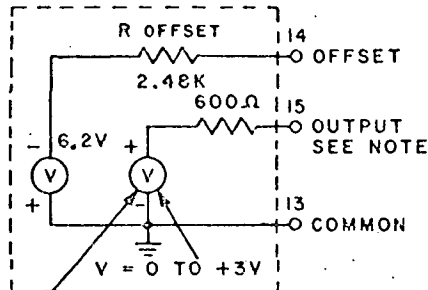 R OFFSET
14
OFFSET
2.48K
600Ω
15
OUTPUT
SEE NOTE
-
6.2V
+
V
+
V
-
13
COMMON
V = 0 TO +3V